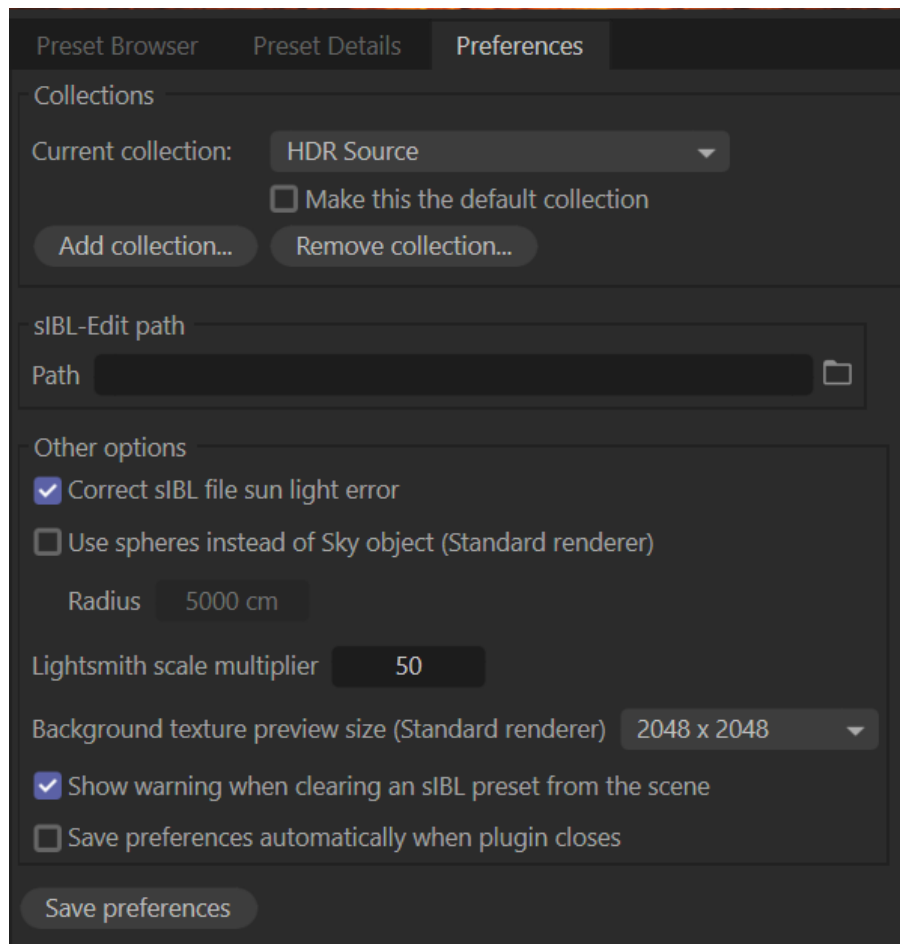 Preset Browser Preset Details Preferences
Collections
Current collection: HDR Source
Make this the default collection
Add collection... Remove collection...
sIBL-Edit path
Path
Other options
Correct sIBL file sun light error
Use spheres instead of Sky object (Standard renderer)
Radius 5000 cm
Lightsmith scale multiplier 50
Background texture preview size (Standard renderer) 2048 x 2048
Show warning when clearing an sIBL preset from the scene
Save preferences automatically when plugin closes
Save preferences